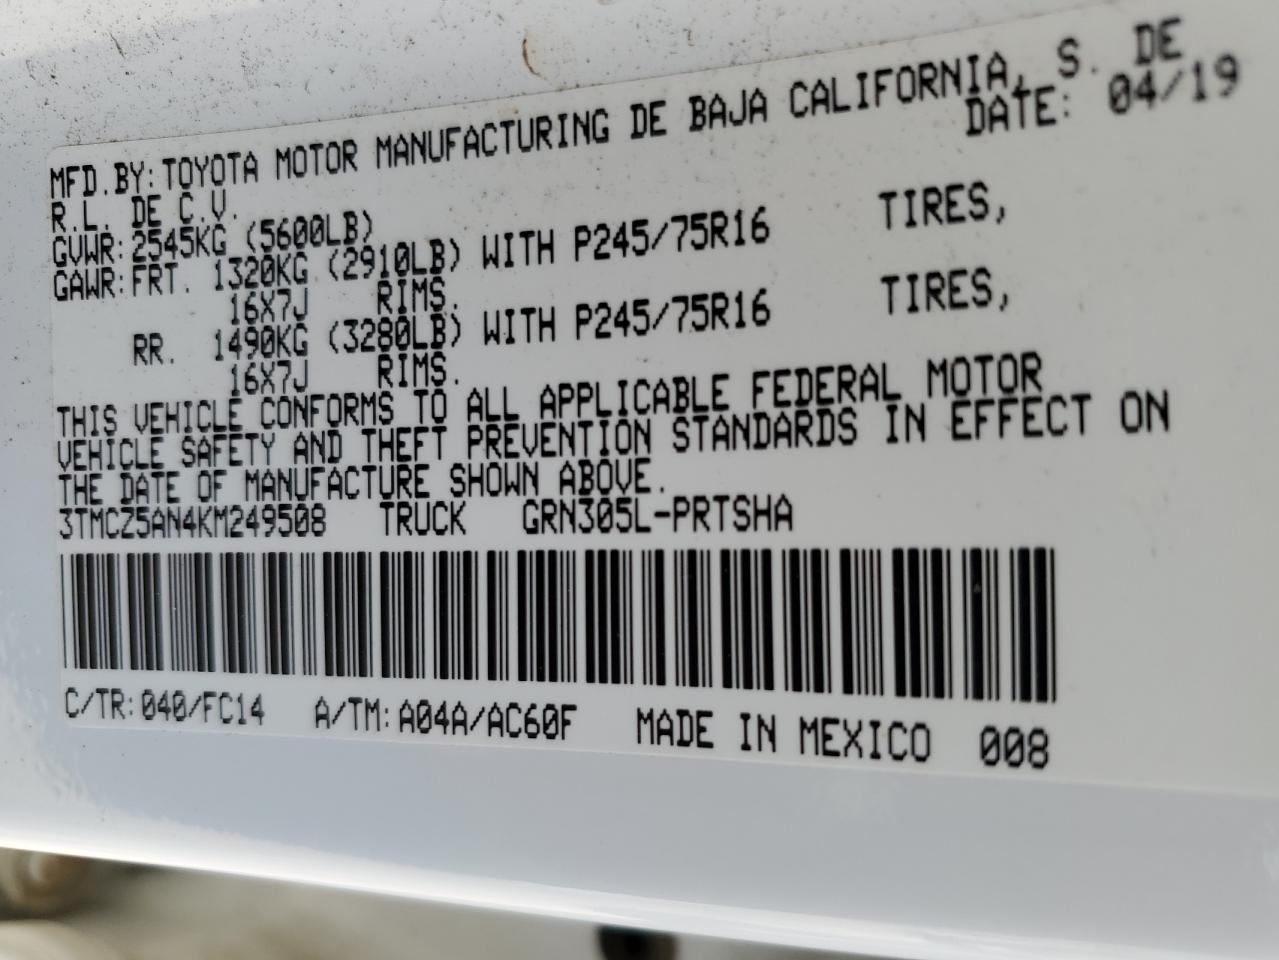 MFD.BY:TOYOTA MOTOR MANUFACTURING DE BAJA CALIFORNIA, S. DE
R.L. DE C.V. DATE: 04/19
GVWR:2545KG (5600LB)
GAWR:FRT. 1320KG (2910LB) WITH P245/75R16 TIRES,
16X7J RIMS.
RR. 1490KG (3280LB) WITH P245/75R16 TIRES,
16X7J RIMS.
THIS VEHICLE CONFORMS TO ALL APPLICABLE FEDERAL MOTOR
VEHICLE SAFETY AND THEFT PREVENTION STANDARDS IN EFFECT ON
THE DATE OF MANUFACTURE SHOWN ABOVE.
3TMCZ5AN4KM249508 TRUCK GRN305L-PRTSHA
C/TR:040/FC14 A/TM:A04A/AC60F MADE IN MEXICO 008